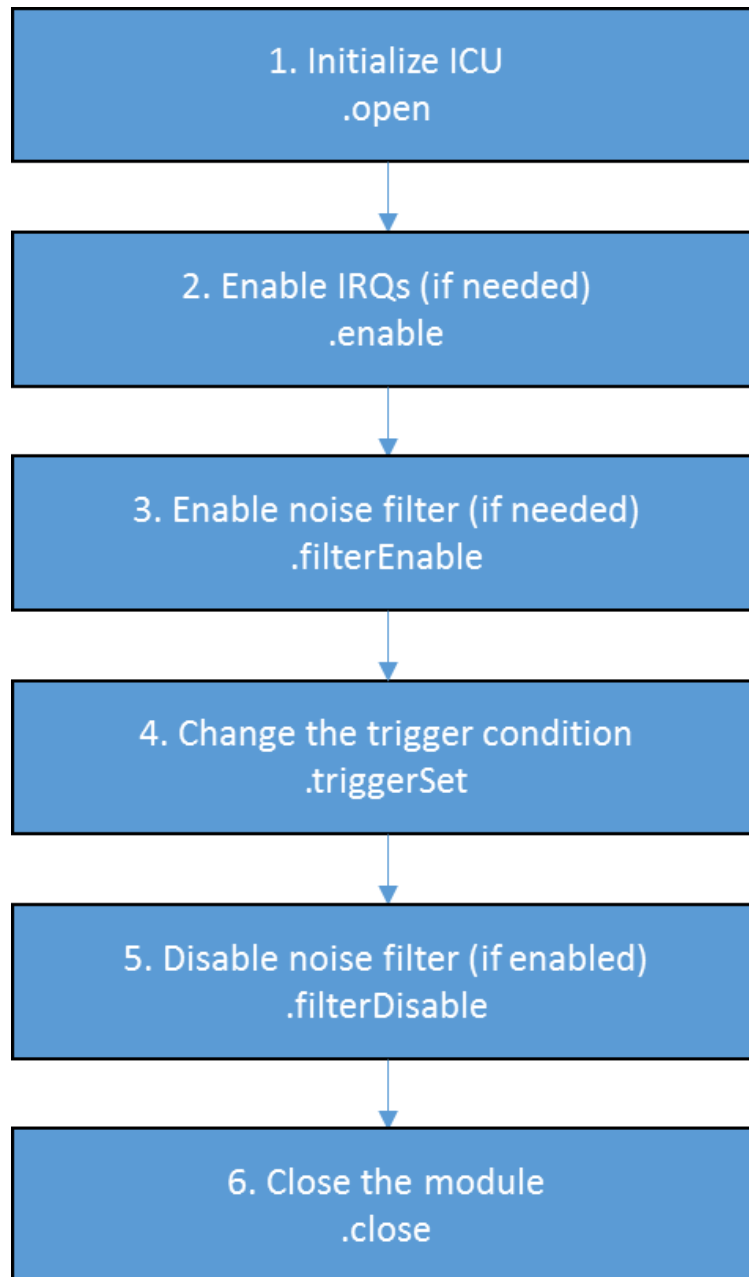 1. Initialize ICU
.open
2. Enable IRQs (if needed)
.enable
3. Enable noise filter (if needed)
.filterEnable
4. Change the trigger condition
.triggerSet
5. Disable noise filter (if enabled)
.filterDisable
6. Close the module
.close